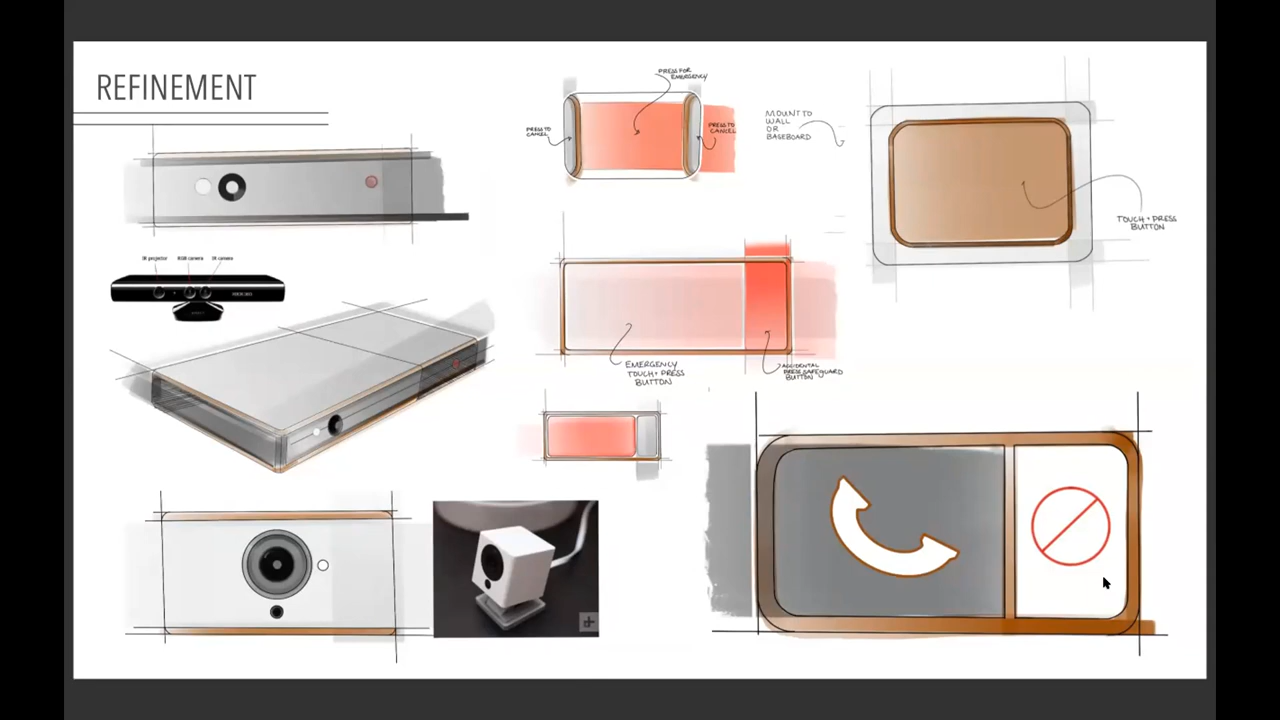 REFINEMENT
PRESS FOR
EMERGENCY
PRESS TO
CANCEL
PRESS TO
CANCEL
MOUNT TO
WALL
OR
BASEBOARD
TOUCH + PRESS
BUTTON
IR projector
RGB camera
IR camera
EMERGENCY
TOUCH + PRESS
BUTTON
ACCIDENTAL
PRESS SAFEGUARD
BUTTON